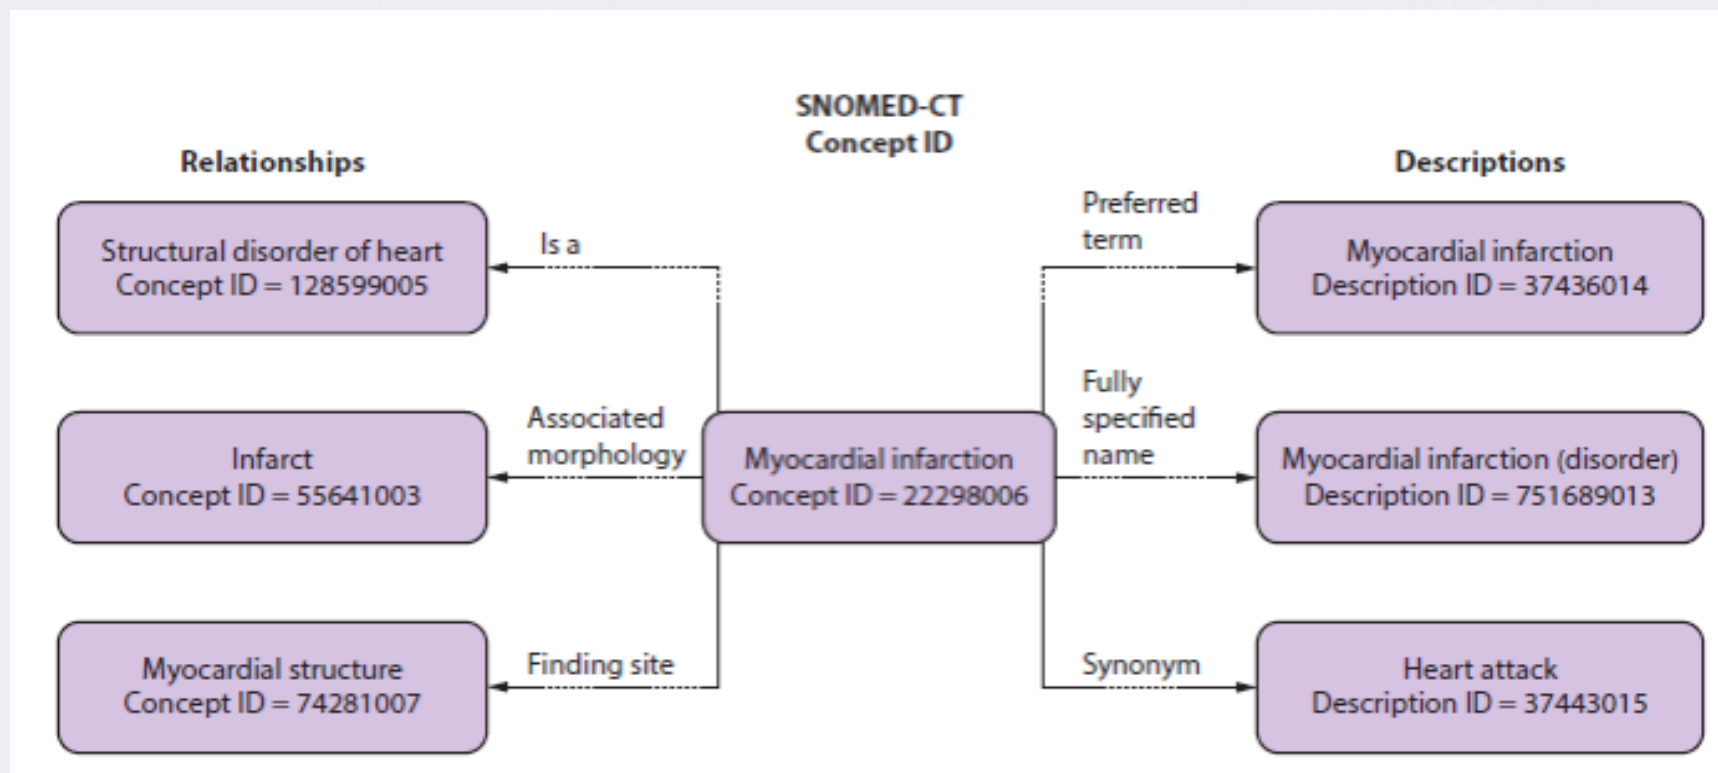 SNOMED-CT
Concept ID
Relationships
Descriptions
Structural disorder of heart
Concept ID = 128599005
Is a
Preferred
term
Myocardial infarction
Description ID = 37436014
Infarct
Concept ID = 55641003
Associated
morphology
Myocardial infarction
Concept ID = 22298006
Fully
specified
name
Myocardial infarction (disorder)
Description ID = 751689013
Myocardial structure
Concept ID = 74281007
Finding site
Synonym
Heart attack
Description ID = 37443015